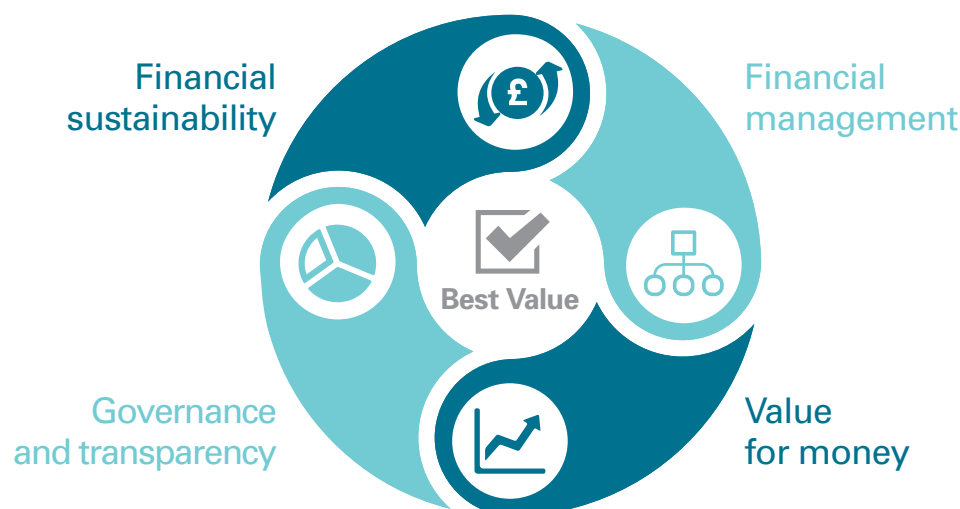 Financial
sustainability
Financial
management
£
Best Value
Governance
and transparency
Value
for money